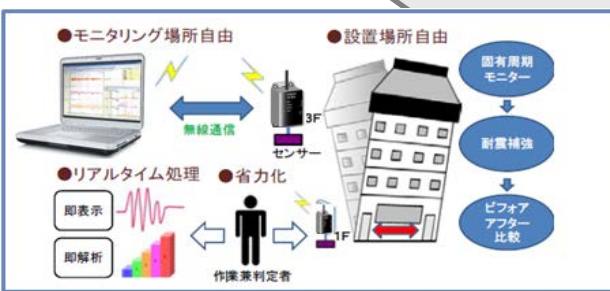 ●モニタリング場所自由
●設置場所自由
固有周期
モニター
3F
無線通信
センサー
耐震補強
●リアルタイム処理
●省力化
即表示
1F
ビフォア
アフター
比較
即解析
作業兼判定者